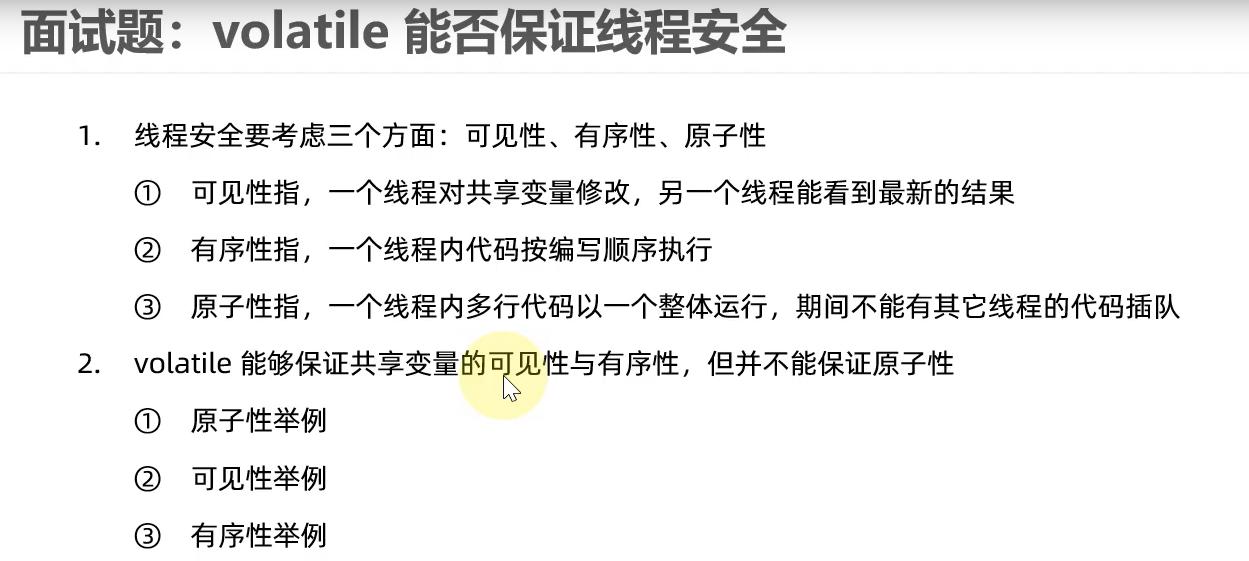 面试题：volatile 能否保证线程安全
1. 线程安全要考虑三个方面：可见性、有序性、原子性
① 可见性指，一个线程对共享变量修改，另一个线程能看到最新的结果
② 有序性指，一个线程内代码按编写顺序执行
③ 原子性指，一个线程内多行代码以一个整体运行，期间不能有其它线程的代码插队
2. volatile 能够保证共享变量的可见性与有序性，但并不能保证原子性
① 原子性举例
② 可见性举例
③ 有序性举例